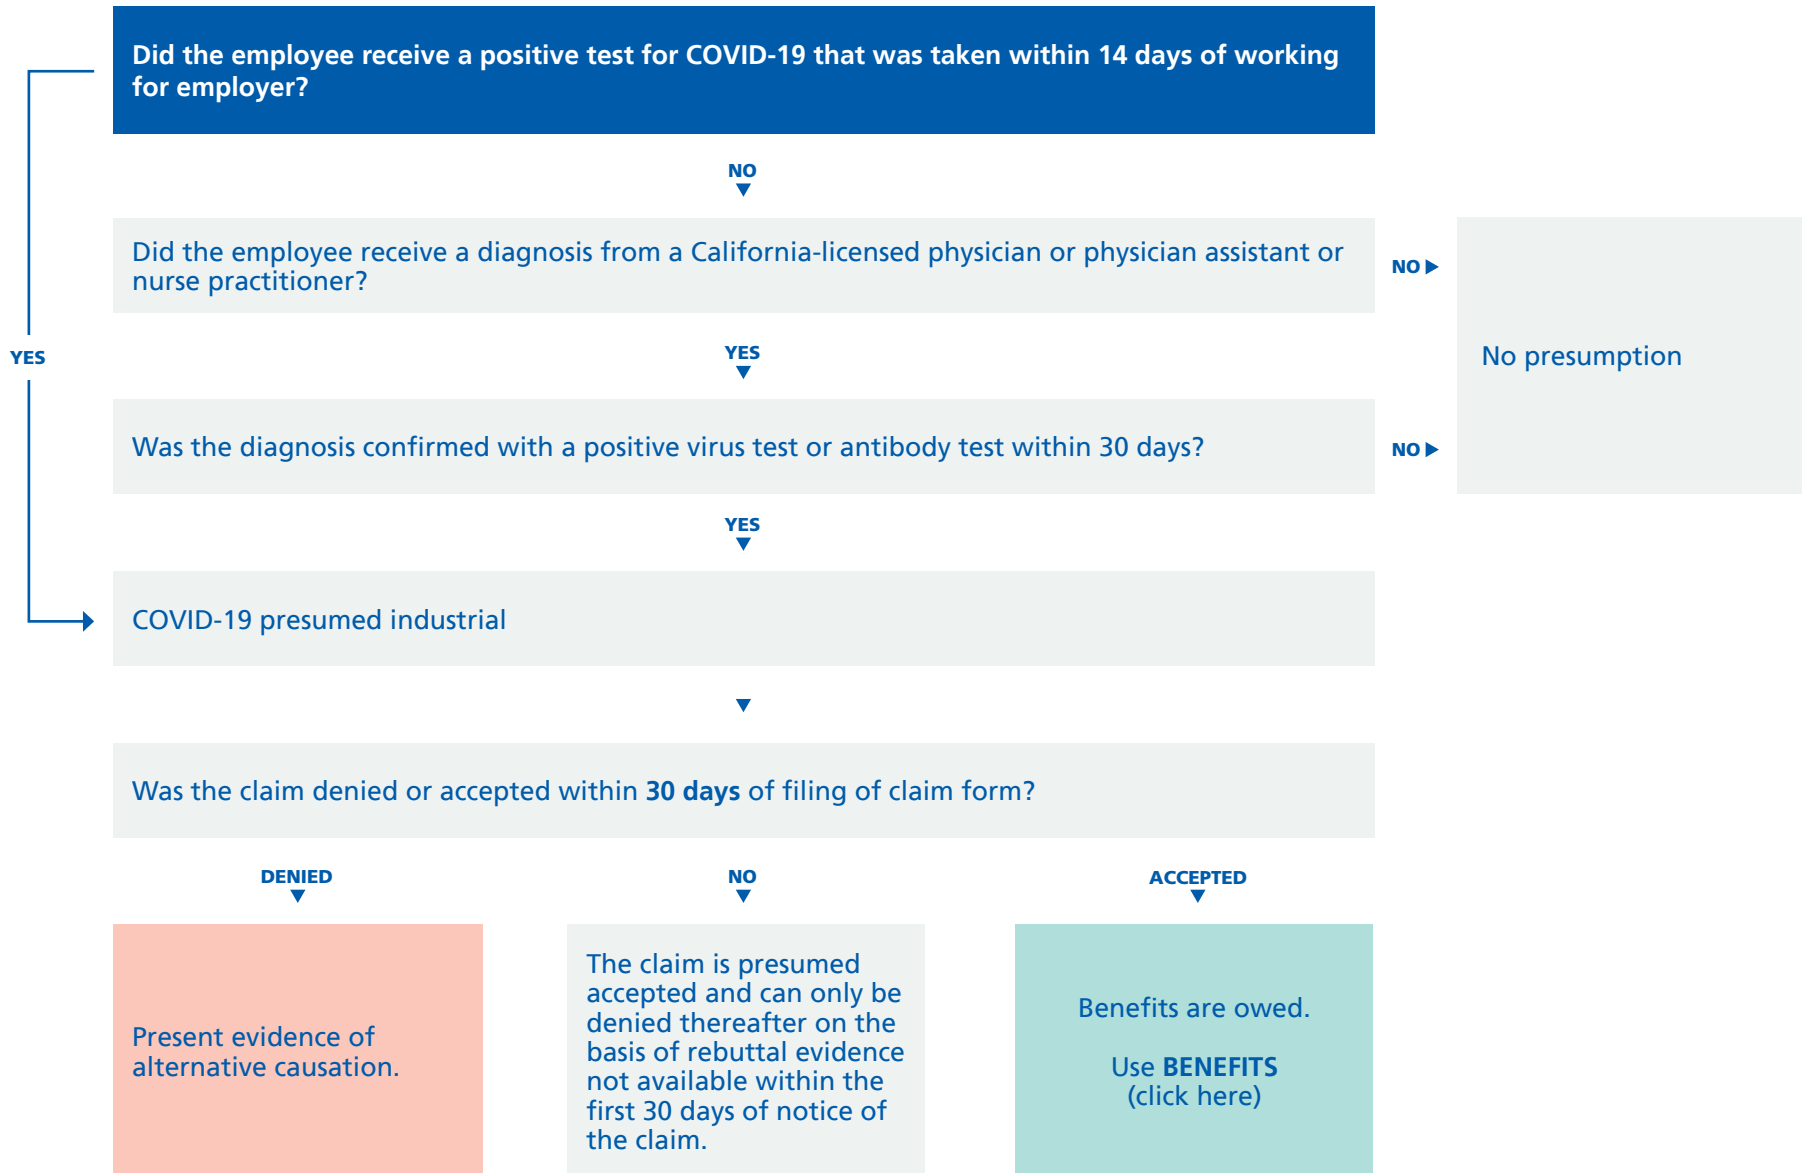 Did the employee receive a positive test for COVID-19 that was taken within 14 days of working
for employer?
NO
Did the employee receive a diagnosis from a California-licensed physician or physician assistant or
nurse practitioner?
NO
YES
YES
No presumption
Was the diagnosis confirmed with a positive virus test or antibody test within 30 days?
NO
YES
COVID-19 presumed industrial
Was the claim denied or accepted within 30 days of filing of claim form?
DENIED
NO
ACCEPTED
Present evidence of
alternative causation.
The claim is presumed
accepted and can only be
denied thereafter on the
basis of rebuttal evidence
not available within the
first 30 days of notice of
the claim.
Benefits are owed.
Use BENEFITS
(click here)